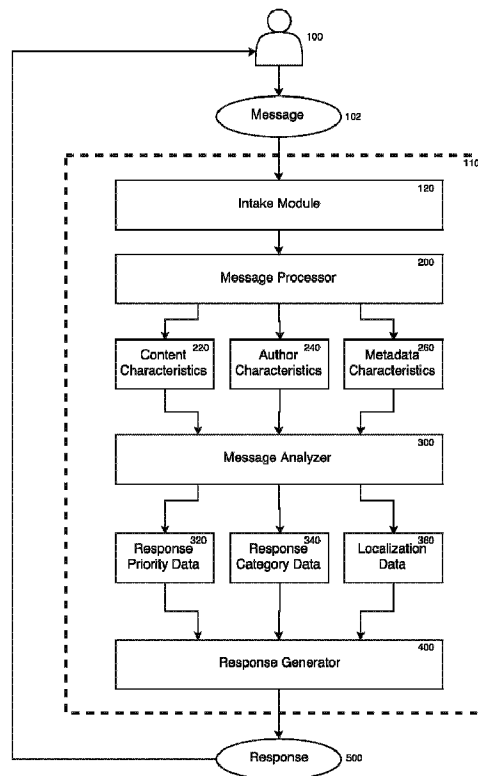 100
Message
102
110
120
Intake Module
200
Message Processor
220
Content
Characteristics
240
Author
Characteristics
260
Metadata
Characteristics
300
Message Analyzer
320
Response
Priority Data
340
Response
Category Data
360
Localization
Data
400
Response Generator
Response
500